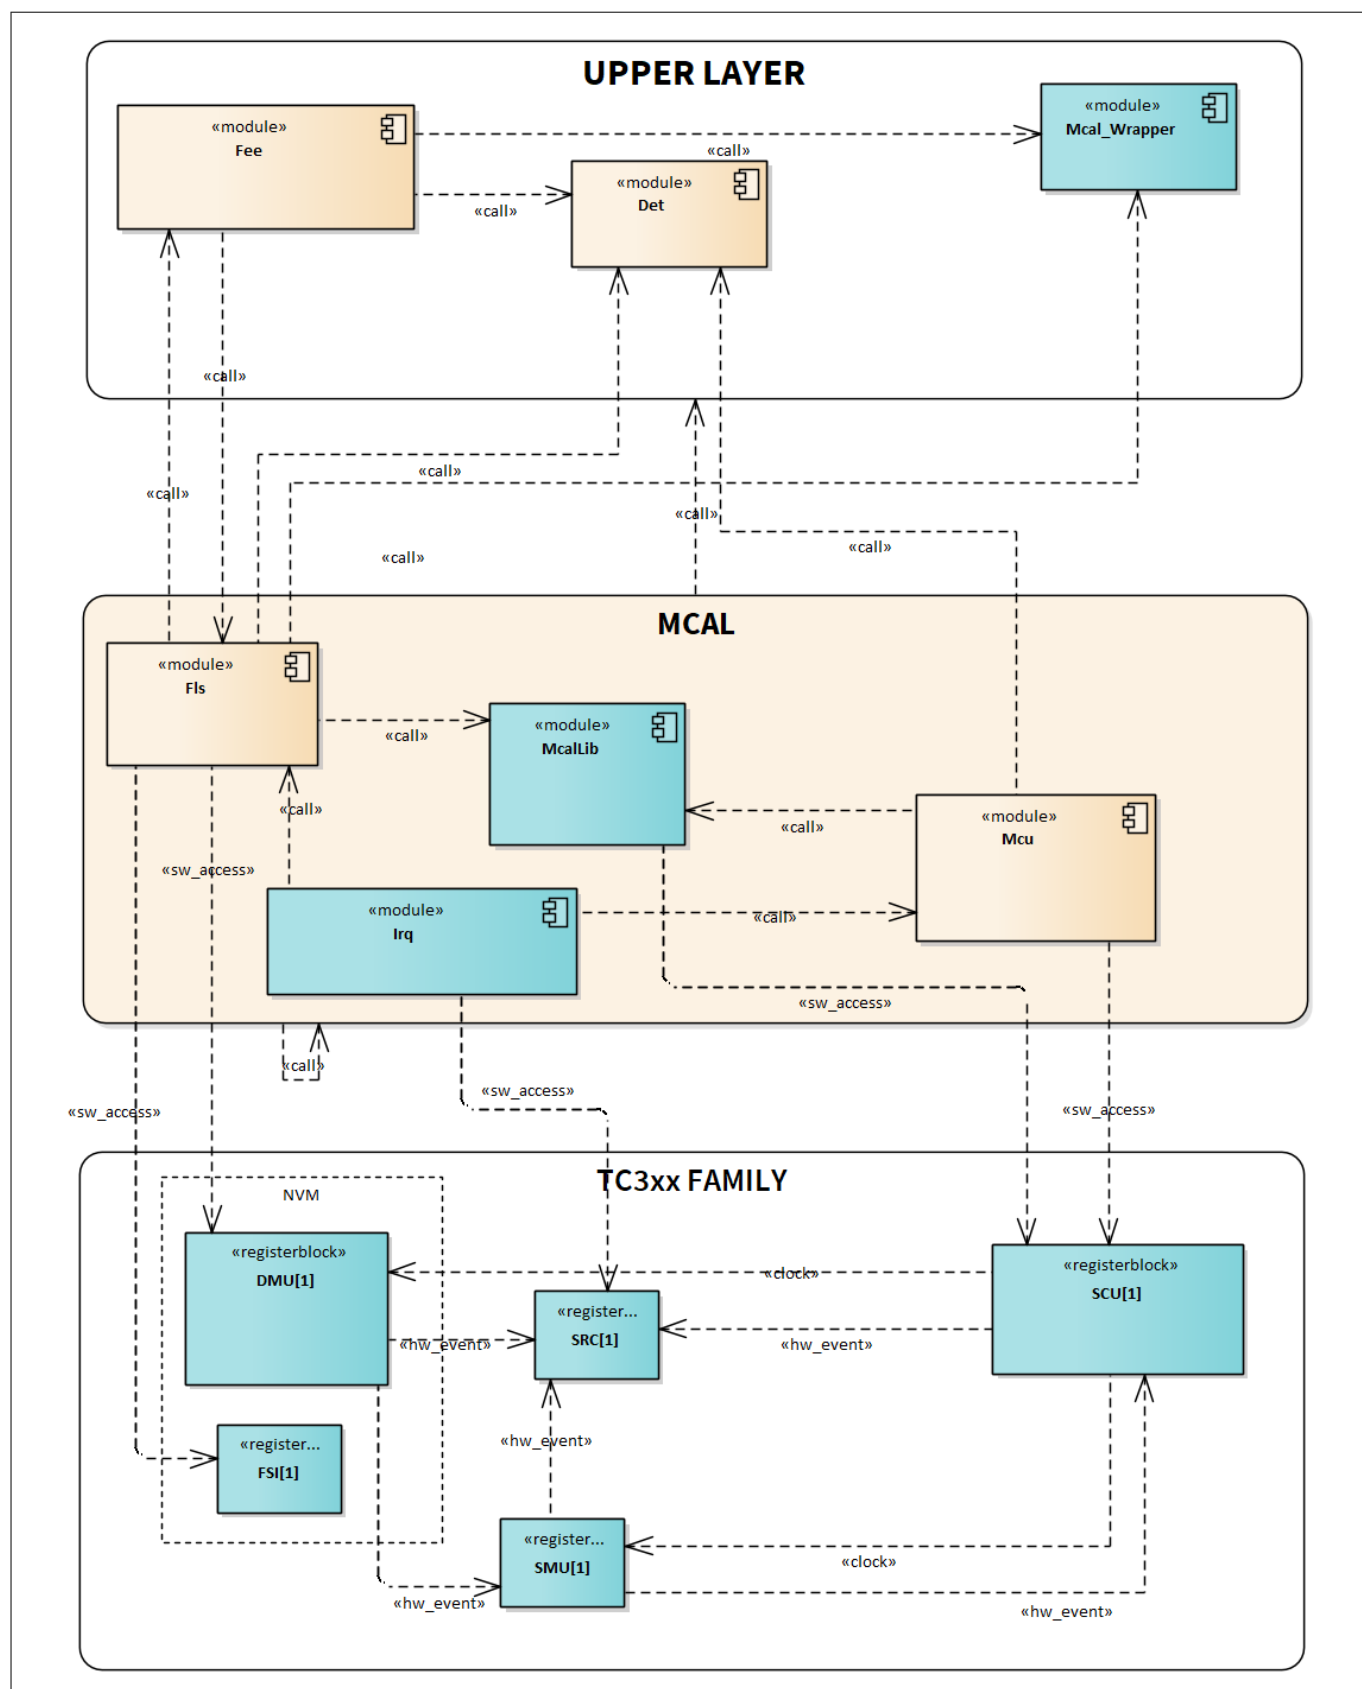 UPPER LAYER
«module»
Fee
«module»
Mcal_Wrapper
«call»
«module»
Det
«call»
«call»
«call»
«call»
«call»
«call»
«call»
MCAL
«module»
Fls
«module»
McalLib
«call»
«call»
«module»
Mcu
«call»
«sw_access»
«module»
Irq
«call»
«sw_access»
«call»
«sw_access»
«sw_access»
«sw_access»
TC3xx FAMILY
NVM
«registerblock»
DMU[1]
«registerblock»
SCU[1]
«clock»
«register...
SRC[1]
«hw_event»
«hw_event»
«register...
FSI[1]
«hw_event»
«register...
SMU[1]
«clock»
«hw_event»
«hw_event»